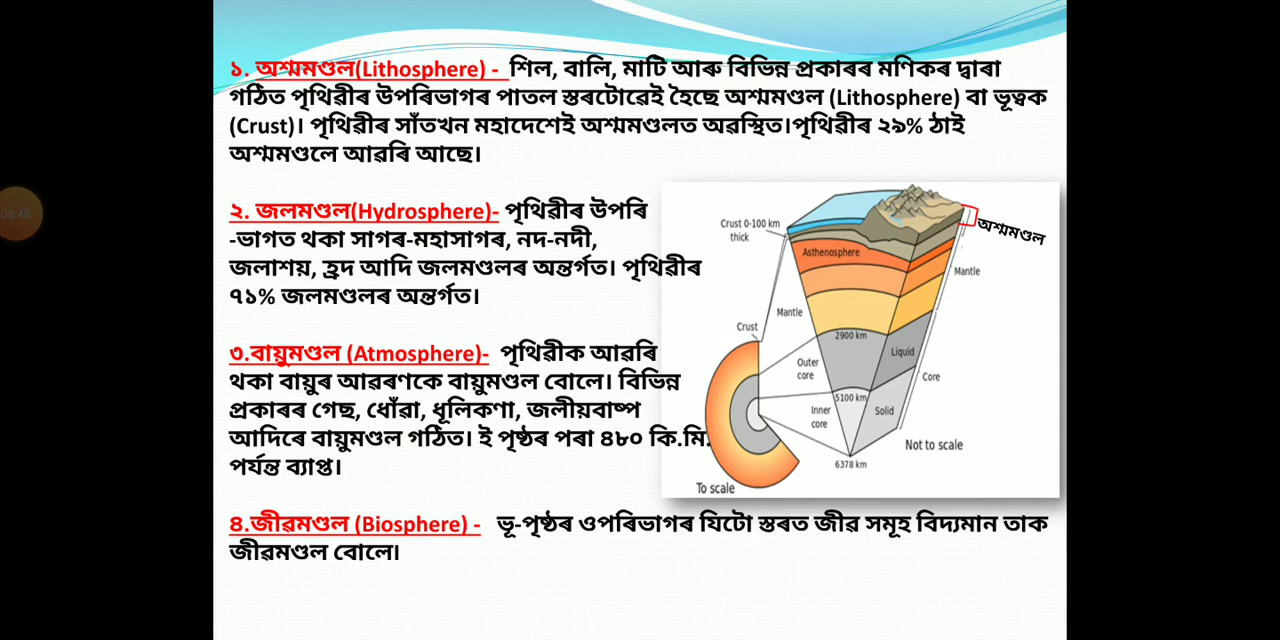 ১. অশ্মমণ্ডল(Lithosphere) - শিল, বালি, মাটি আৰু বিভিন্ন প্ৰকাৰৰ মণিকৰ দ্বাৰা
গঠিত পৃথিৱীৰ উপৰিভাগৰ পাতল স্তৰটোৱেই হৈছে অশ্মমণ্ডল (Lithosphere) বা ভূত্বক
(Crust)। পৃথিৱীৰ সাঁতখন মহাদেশেই অশ্মমণ্ডলত অৱস্থিত।পৃথিৱীৰ ২৯% ঠাই
অশ্মমণ্ডলে আৱৰি আছে।
২. জলমণ্ডল(Hydrosphere)- পৃথিৱীৰ উপৰি
-ভাগত থকা সাগৰ-মহাসাগৰ, নদ-নদী,
জলাশয়, হ্ৰদ আদি জলমণ্ডলৰ অন্তৰ্গত। পৃথিৱীৰ
৭১% জলমণ্ডলৰ অন্তৰ্গত।
৩.বায়ুমণ্ডল (Atmosphere)- পৃথিৱীক আৱৰি
থকা বায়ুৰ আৱৰণকে বায়ুমণ্ডল বোলে। বিভিন্ন
প্ৰকাৰৰ গেছ, ধোঁৱা, ধূলিকণা, জলীয়বাষ্প
আদিৰে বায়ুমণ্ডল গঠিত। ই পৃষ্ঠৰ পৰা ৪৮০ কি.মি.
পৰ্যন্ত ব্যাপ্ত।
৪.জীৱমণ্ডল (Biosphere) - ভূ-পৃষ্ঠৰ ওপৰিভাগৰ যিটো স্তৰত জীৱ সমূহ বিদ্যমান তাক
জীৱমণ্ডল বোলে।
Crust 0-100 km
thick
অশ্মমণ্ডল
Asthenosphere
Mantle
Mantle
Crust
2900 km
Liquid
Outer
core
Core
5100 km
Inner
core
Solid
Not to scale
6378 km
To scale
08:48